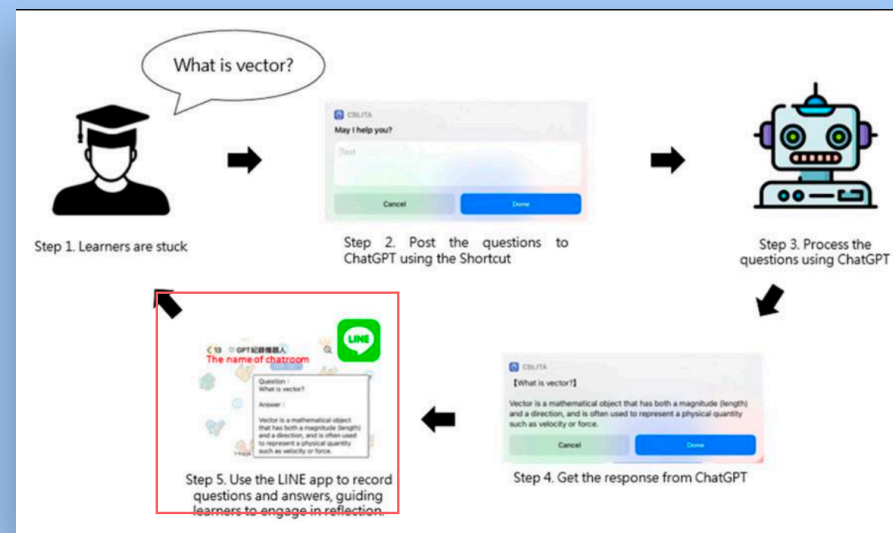 What is vector?
CBLITA
May I help you?
Text
Cancel
Done
Step 1. Learners are stuck
Step 2. Post the questions to
ChatGPT using the Shortcut
Step 3. Process the
questions using ChatGPT
CBLITA
【What is vector?】
Vector is a mathematical object that has both a magnitude (length)
and a direction, and is often used to represent a physical quantity
such as velocity or force.
Cancel
Done
Step 4. Get the response from ChatGPT
LINE
13 GPT紀錄機器人
The name of chatroom
Question :
What is vector?
Answer :
Vector is a mathematical object
that has both a magnitude (length)
and a direction, and is often used
to represent a physical quantity
such as velocity or force.
Step 5. Use the LINE app to record
questions and answers, guiding
learners to engage in reflection.